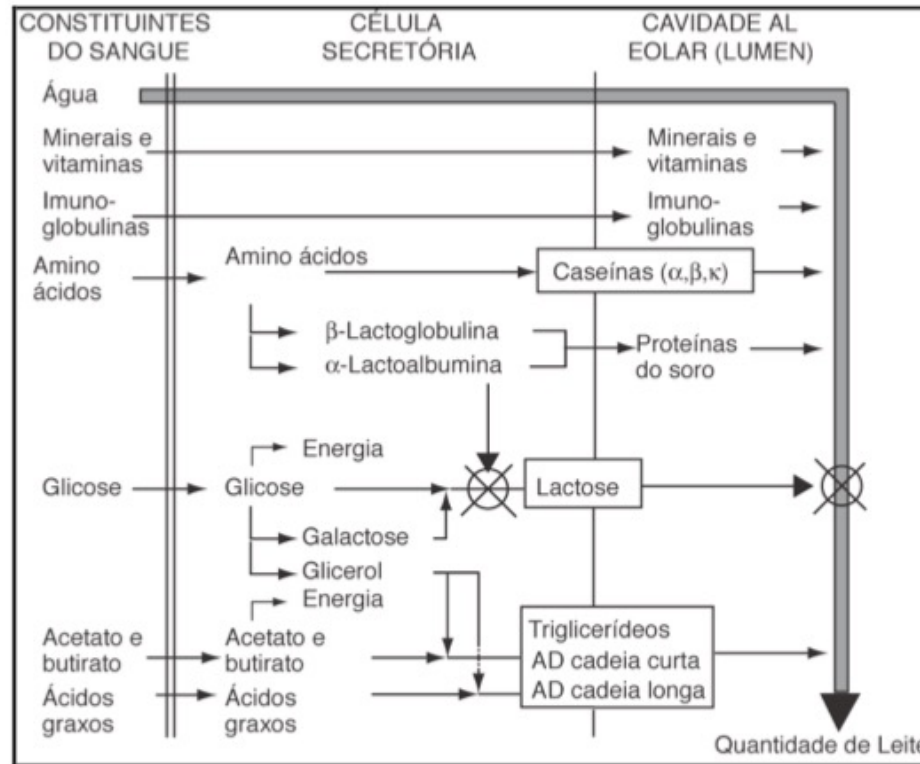 CONSTITUINTES
DO SANGUE
CÉLULA
SECRETÓRIA
CAVIDADE AL
EOLAR (LUMEN)
Água
Minerais e
vitaminas
Minerais e
vitaminas
Imuno-
globulinas
Imuno-
globulinas
Amino
ácidos
Amino ácidos
Caseínas (α,β,κ)
β-Lactoglobulina
α-Lactoalbumina
Proteínas
do soro
Energia
Glicose
Glicose
Lactose
Galactose
Glicerol
Energia
Acetato e
butirato
Acetato e
butirato
Ácidos
graxos
Ácidos
graxos
Triglicerídeos
AD cadeia curta
AD cadeia longa
Quantidade de Leite